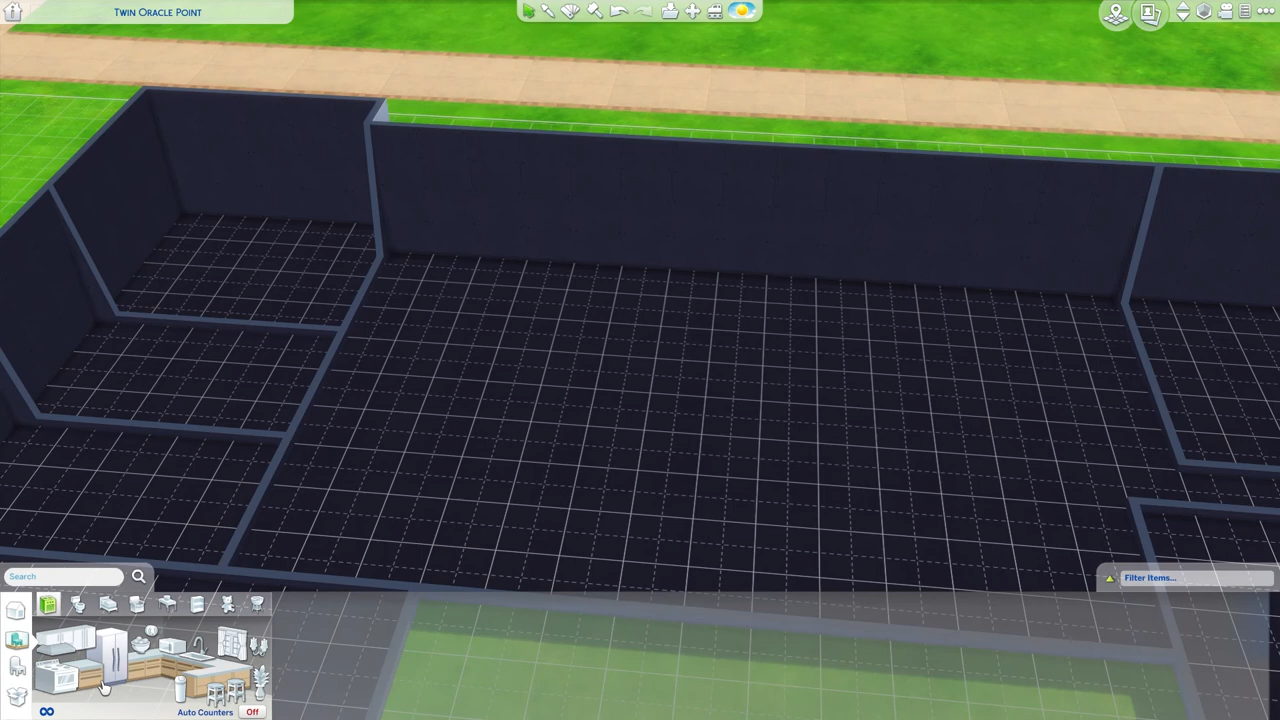 TWIN ORACLE POINT
Search
Filter Items...
Auto Counters Off